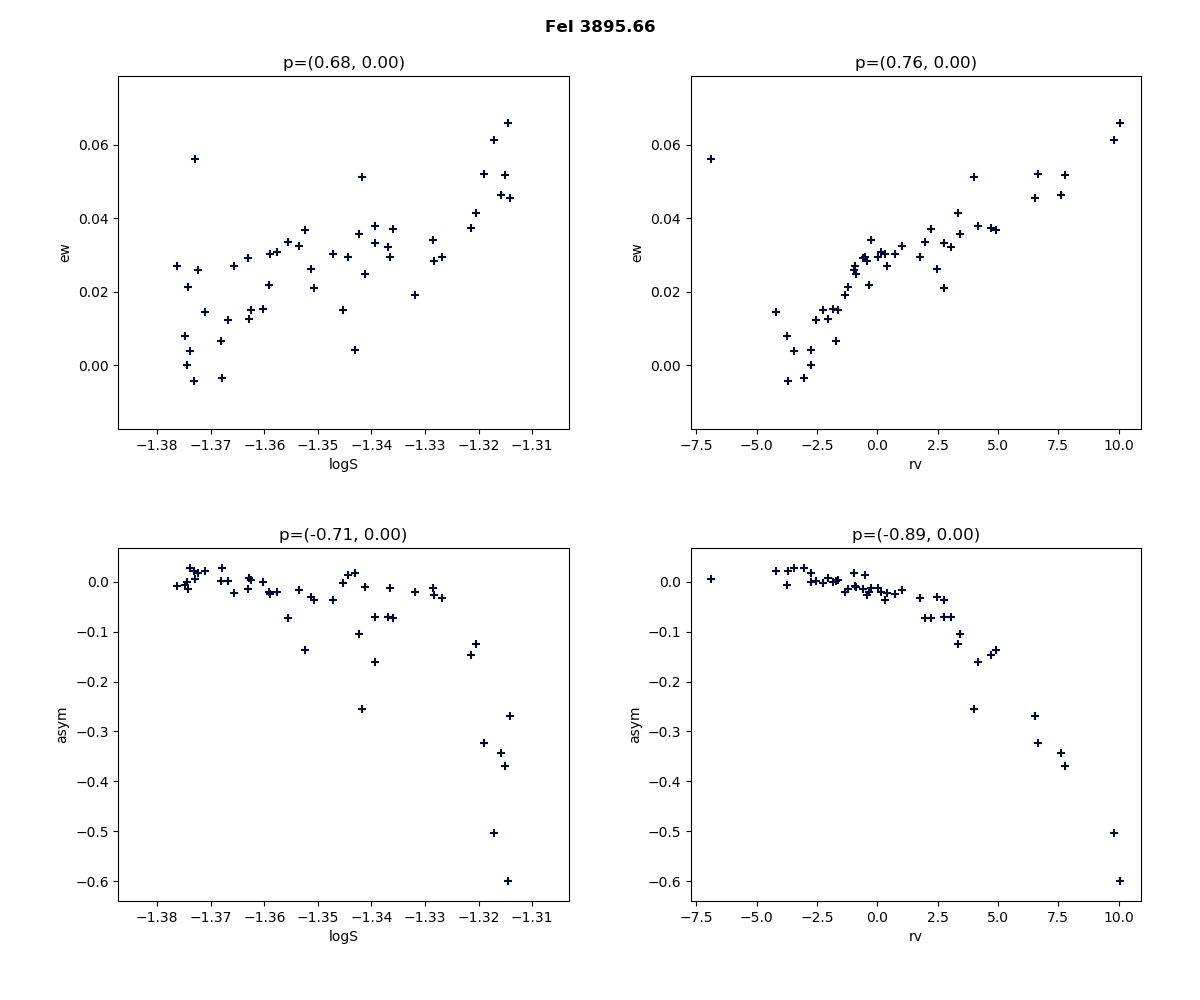 FeI 3895.66
p=(0.68, 0.00)
p=(0.76, 0.00)
ew
0.06
0.04
0.02
0.00
−1.38 −1.37 −1.36 −1.35 −1.34 −1.33 −1.32 −1.31
logS
ew
0.06
0.04
0.02
0.00
−7.5 −5.0 −2.5 0.0 2.5 5.0 7.5 10.0
rv
p=(-0.71, 0.00)
p=(-0.89, 0.00)
asym
0.0
−0.1
−0.2
−0.3
−0.4
−0.5
−0.6
−1.38 −1.37 −1.36 −1.35 −1.34 −1.33 −1.32 −1.31
logS
asym
0.0
−0.1
−0.2
−0.3
−0.4
−0.5
−0.6
−7.5 −5.0 −2.5 0.0 2.5 5.0 7.5 10.0
rv